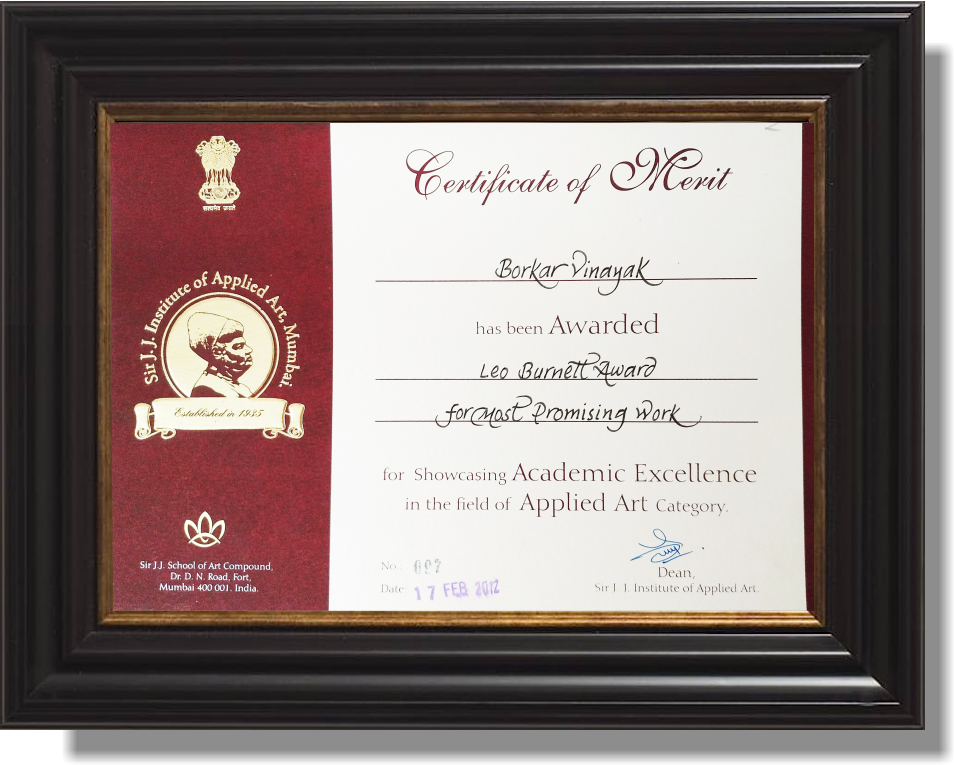 सत्यमेव जयते
Sir J. J. Institute of Applied Art, Mumbai.
Established in 1935
Sir J.J. School of Art Compound,
Dr. D. N. Road, Fort,
Mumbai 400 001. India.
Certificate of Merit
Borkar Vinayak
has been Awarded
Leo Burnett Award
for most Promising Work
for Showcasing Academic Excellence
in the field of Applied Art Category.
No.:
Date: 17 FEB 2012
Dean,
Sir J. J. Institute of Applied Art.